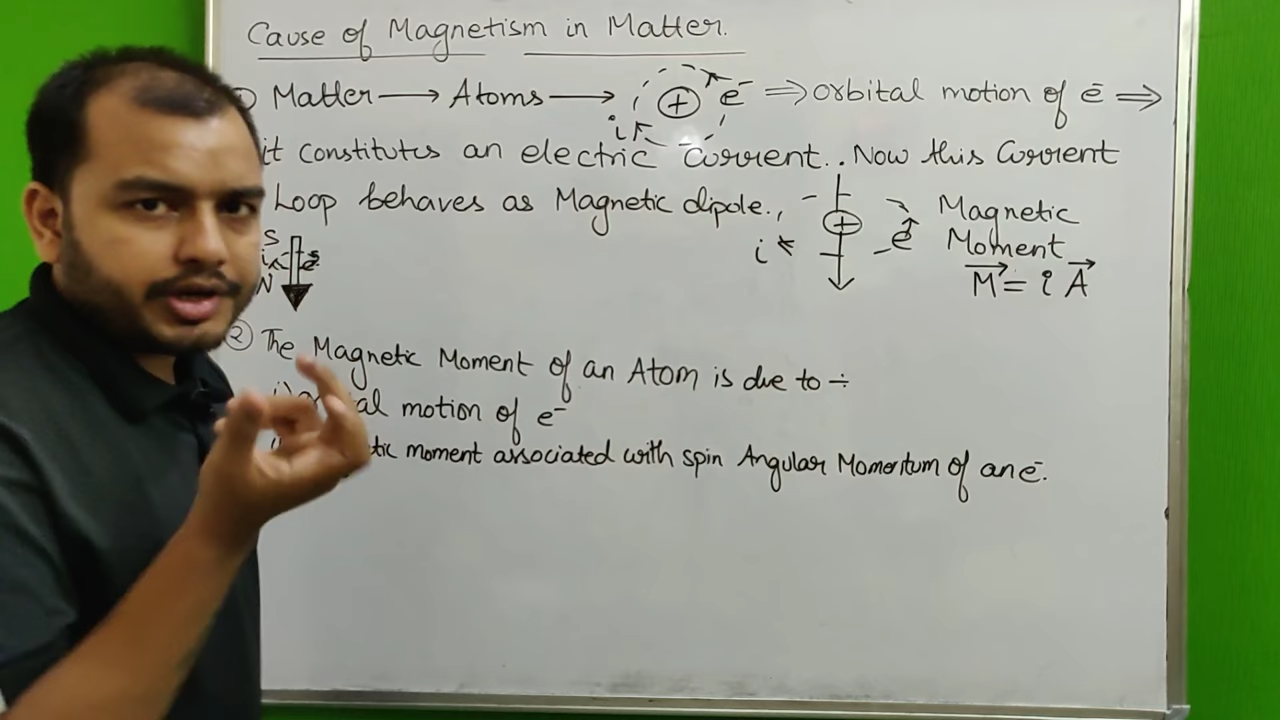 Cause of Magnetism in Matter.
Matter → Atoms → + e⁻ ⇒ orbital motion of ē ⇒
i
it constitutes an electric current.. Now this Current
Loop behaves as Magnetic dipole.,
+ Magnetic
i e Moment
M⃗ = i A⃗
S
i e
N
② The Magnetic Moment of an Atom is due to ÷
i) al motion of e⁻
tic moment associated with spin Angular Momentum of an ē.